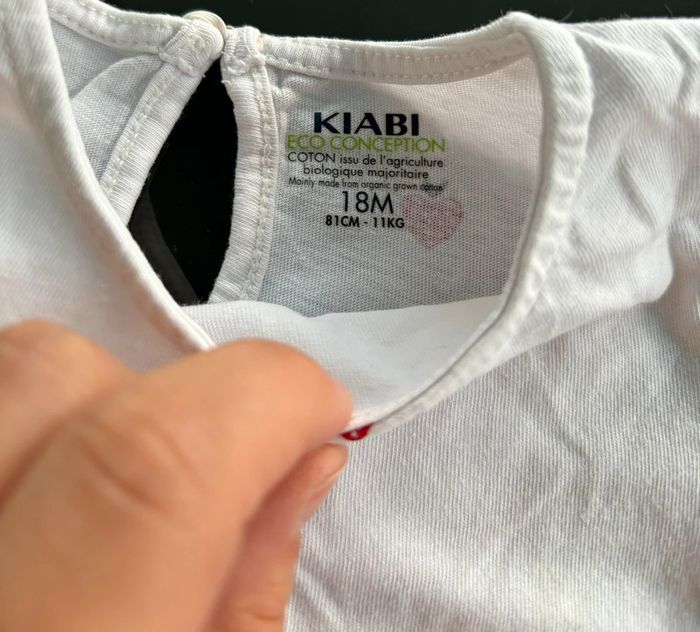 KIABI
ECO CONCEPTION
COTON issu de l'agriculture
biologique majoritaire
Mainly made from organic grown cotton
18M
81CM - 11KG